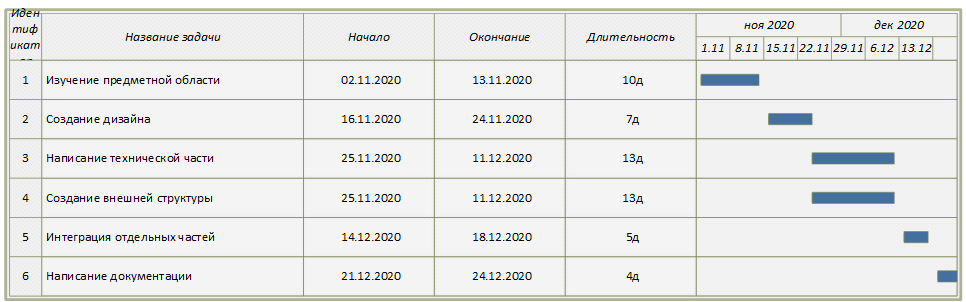 Иден
тиф
икат
ор
Название задачи
Начало
Окончание
Длительность
ноя 2020
дек 2020
1.11 8.11 15.11 22.11 29.11 6.12 13.12
1 Изучение предметной области 02.11.2020 13.11.2020 10д
2 Создание дизайна 16.11.2020 24.11.2020 7д
3 Написание технической части 25.11.2020 11.12.2020 13д
4 Создание внешней структуры 25.11.2020 11.12.2020 13д
5 Интеграция отдельных частей 14.12.2020 18.12.2020 5д
6 Написание документации 21.12.2020 24.12.2020 4д